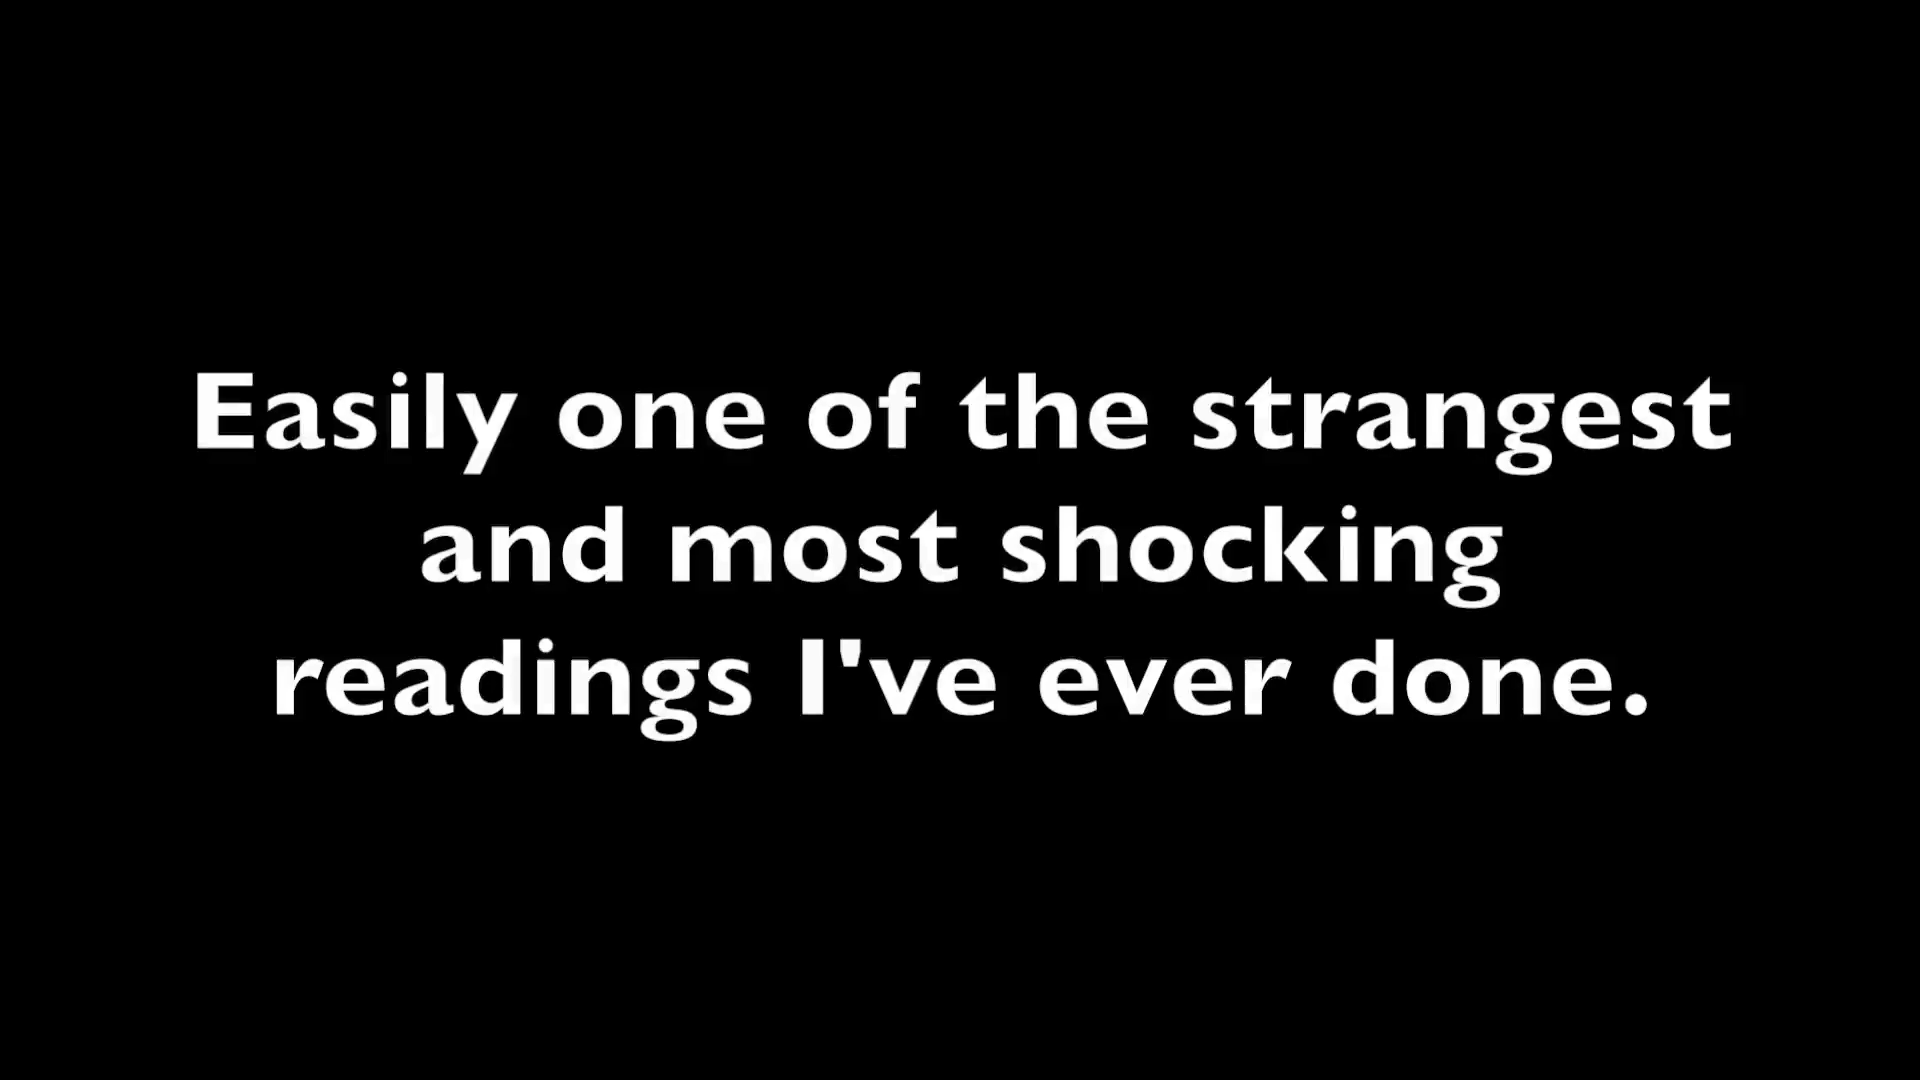 Easily one of the strangest
and most shocking
readings I've ever done.